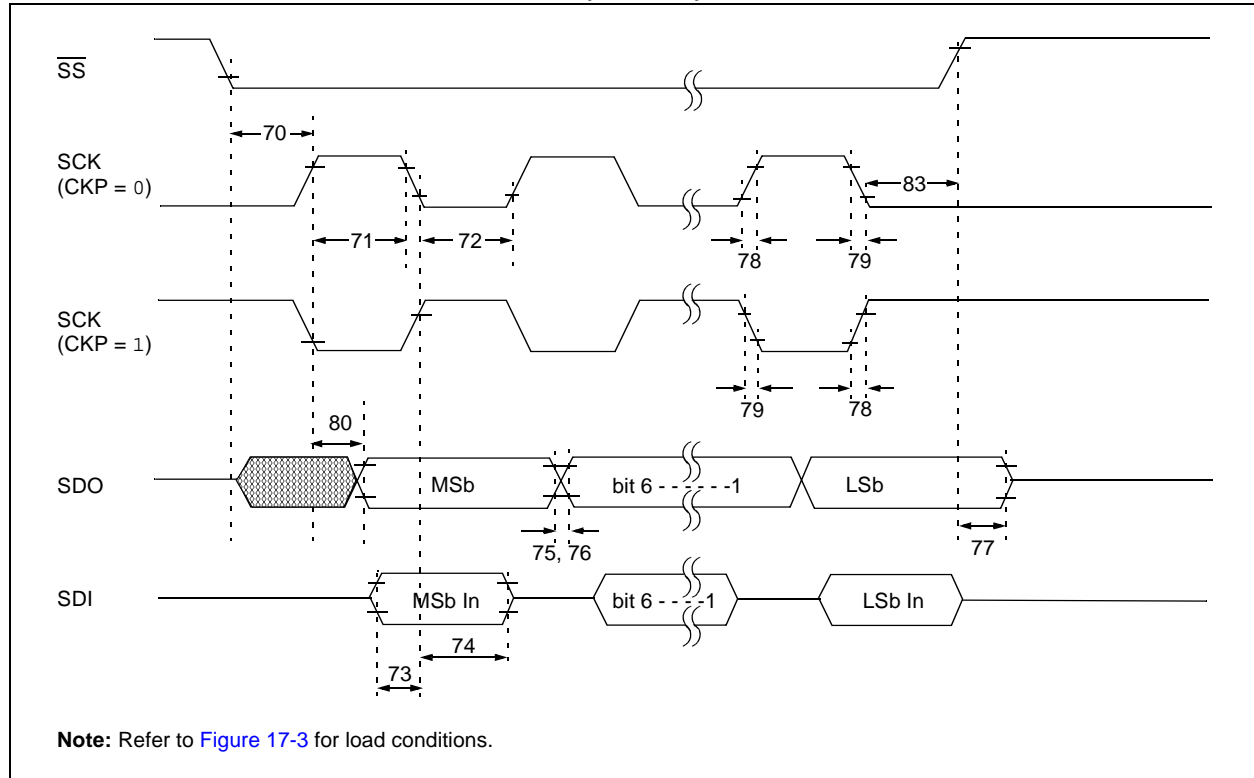 SS
70
SCK
(CKP = 0)
83
71
72
78
79
SCK
(CKP = 1)
79
78
80
SDO
MSb
bit 6 - - - - - -1
LSb
75, 76
77
SDI
MSb In
bit 6 - - - - -1
LSb In
74
73
Note: Refer to Figure 17-3 for load conditions.